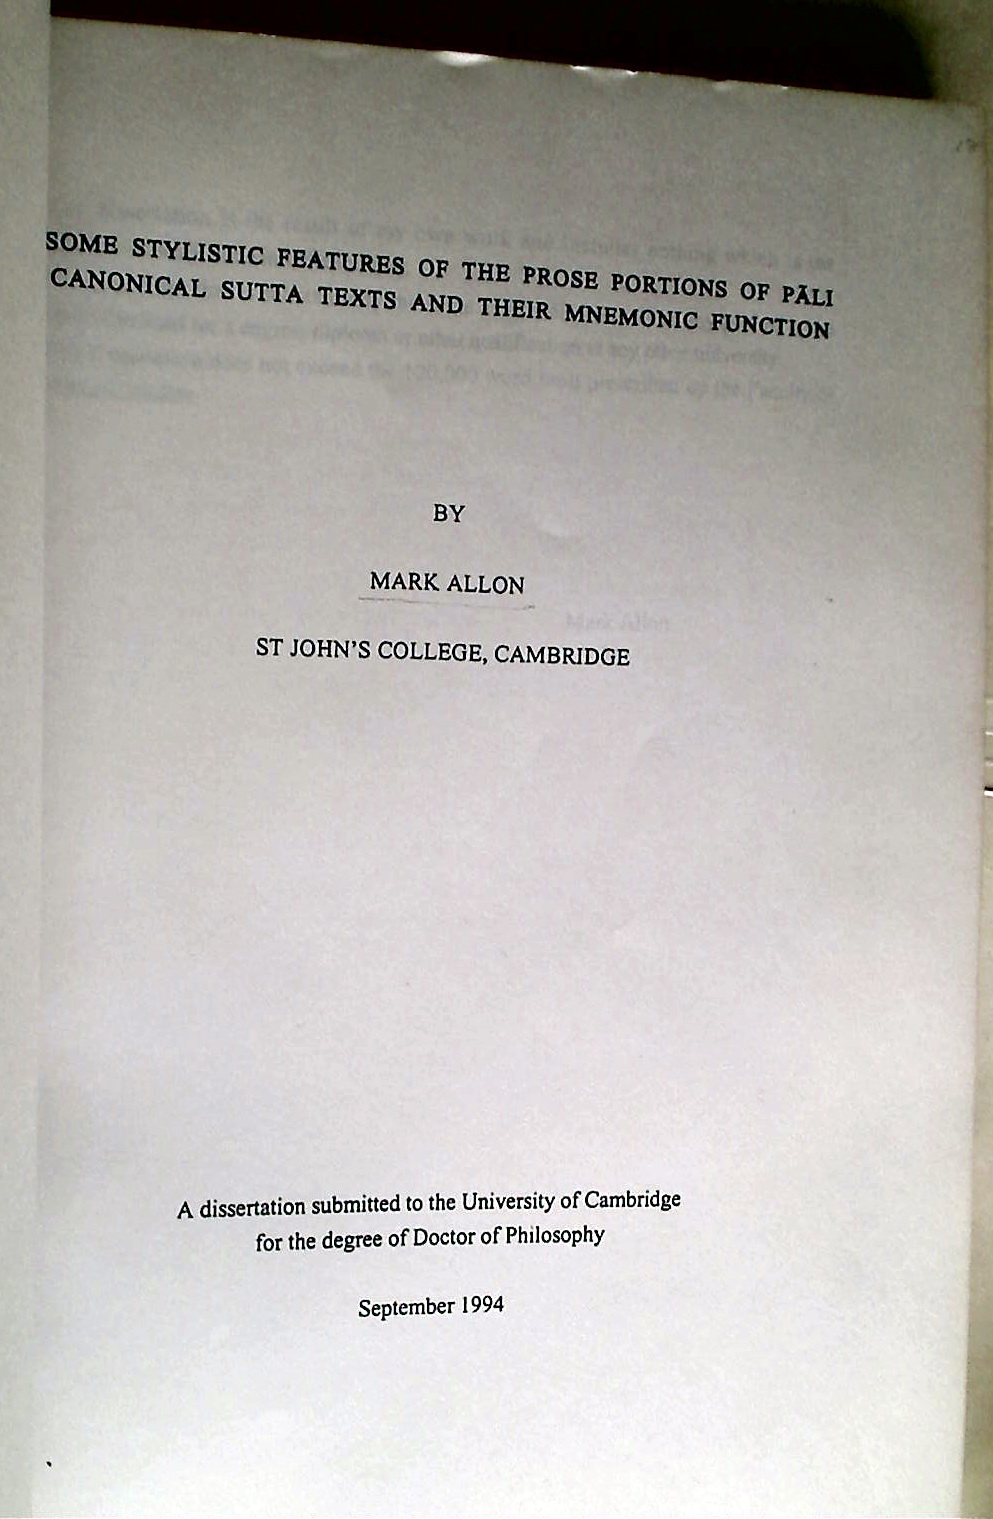 SOME STYLISTIC FEATURES OF THE PROSE PORTIONS OF PĀLI
CANONICAL SUTTA TEXTS AND THEIR MNEMONIC FUNCTION
BY
MARK ALLON
ST JOHN'S COLLEGE, CAMBRIDGE
A dissertation submitted to the University of Cambridge
for the degree of Doctor of Philosophy
September 1994